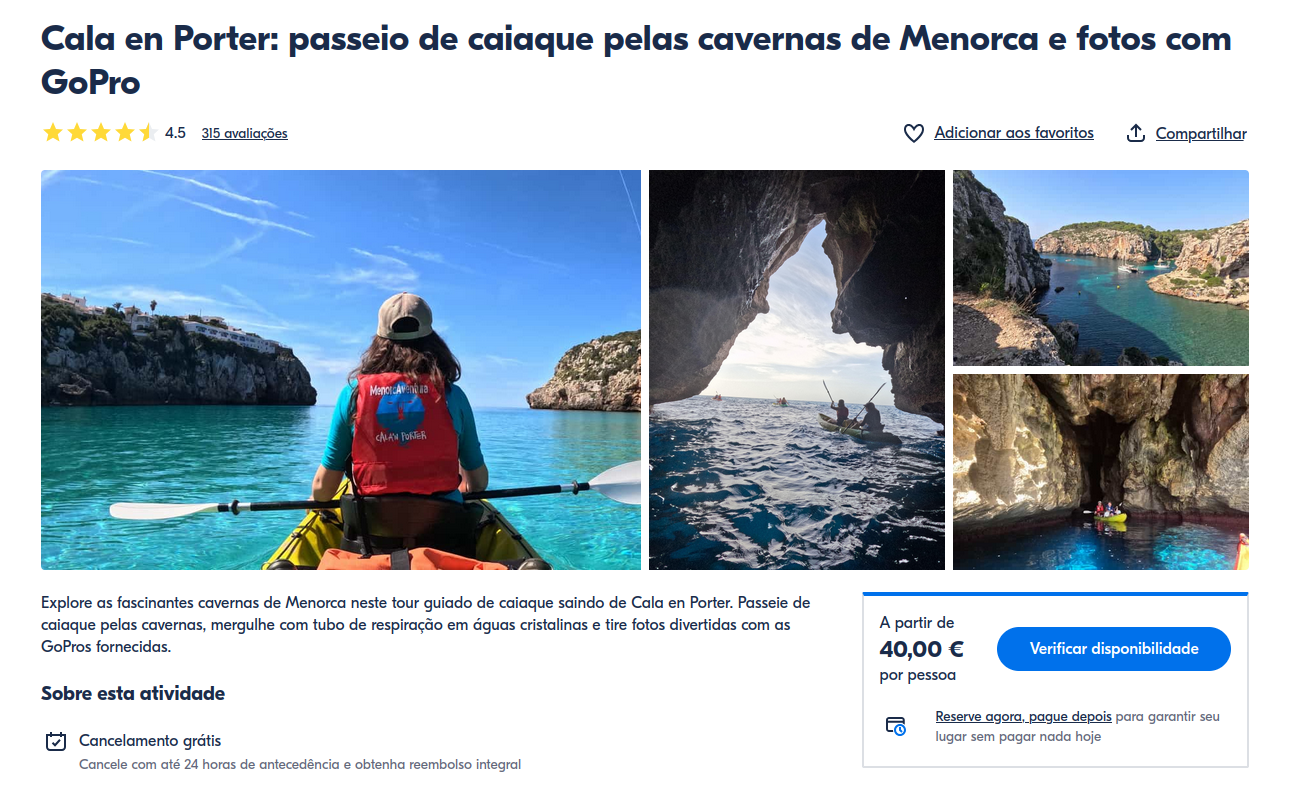 Cala en Porter: passeio de caiaque pelas cavernas de Menorca e fotos com
GoPro
4.5
315 avaliações
Adicionar aos favoritos
Compartilhar
MenorcAventura
CALA'N PORTER
Explore as fascinantes cavernas de Menorca neste tour guiado de caiaque saindo de Cala en Porter. Passeie de
caiaque pelas cavernas, mergulhe com tubo de respiração em águas cristalinas e tire fotos divertidas com as
GoPros fornecidas.
Sobre esta atividade
Cancelamento grátis
Cancele com até 24 horas de antecedência e obtenha reembolso integral
A partir de
40,00 €
por pessoa
Verificar disponibilidade
Reserve agora, pague depois para garantir seu
lugar sem pagar nada hoje